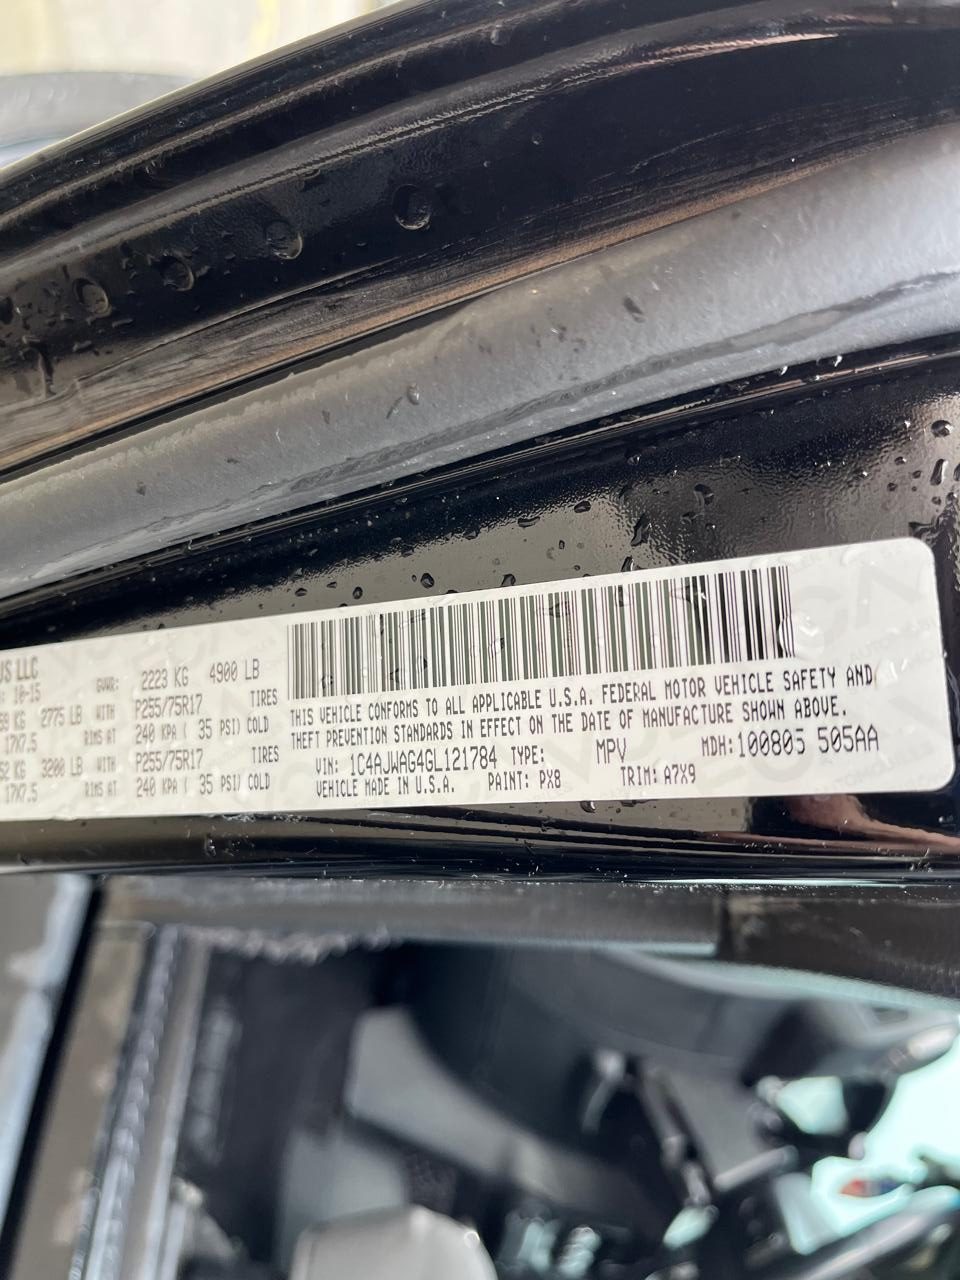 US LLC
10-15 GVWR: 2223 KG 4900 LB
KG 2775 LB WITH P255/75R17 TIRES
17X7.5 RIMS AT 240 KPA ( 35 PSI) COLD
KG 3200 LB WITH P255/75R17 TIRES
17X7.5 RIMS AT 240 KPA ( 35 PSI) COLD
THIS VEHICLE CONFORMS TO ALL APPLICABLE U.S.A. FEDERAL MOTOR VEHICLE SAFETY AND
THEFT PREVENTION STANDARDS IN EFFECT ON THE DATE OF MANUFACTURE SHOWN ABOVE.
VIN: 1C4AJWAG4GL121784 TYPE: MPV MDH:100805 505AA
VEHICLE MADE IN U.S.A. PAINT: PX8 TRIM: A7X9